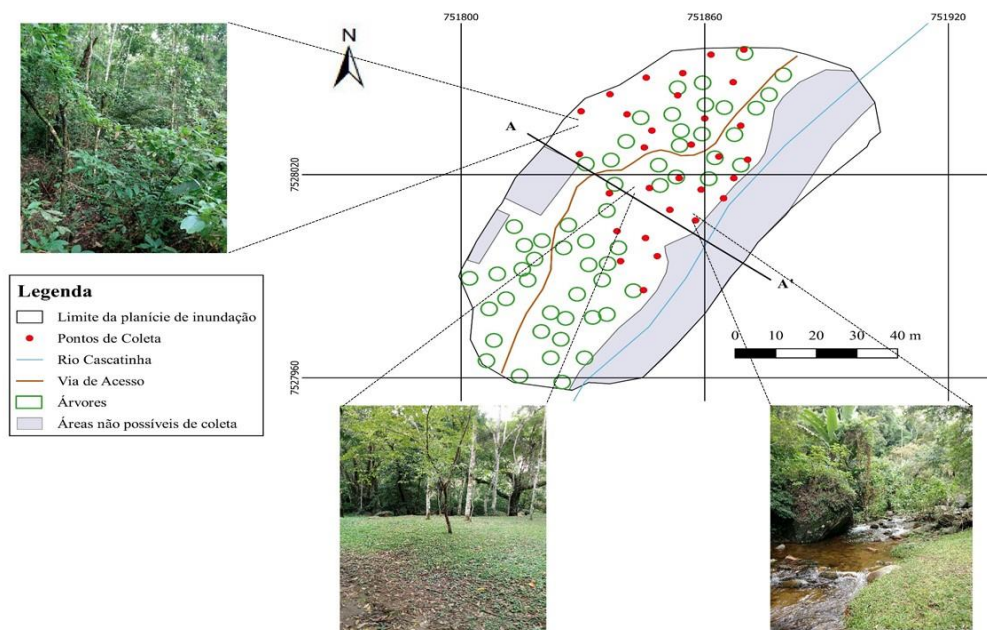 751800
751860
751920
N
A
7528020
A'
Legenda
Limite da planície de inundação
Pontos de Coleta
Rio Cascatinha
Via de Acesso
Árvores
Áreas não possíveis de coleta
0 10 20 30 40 m
7527960